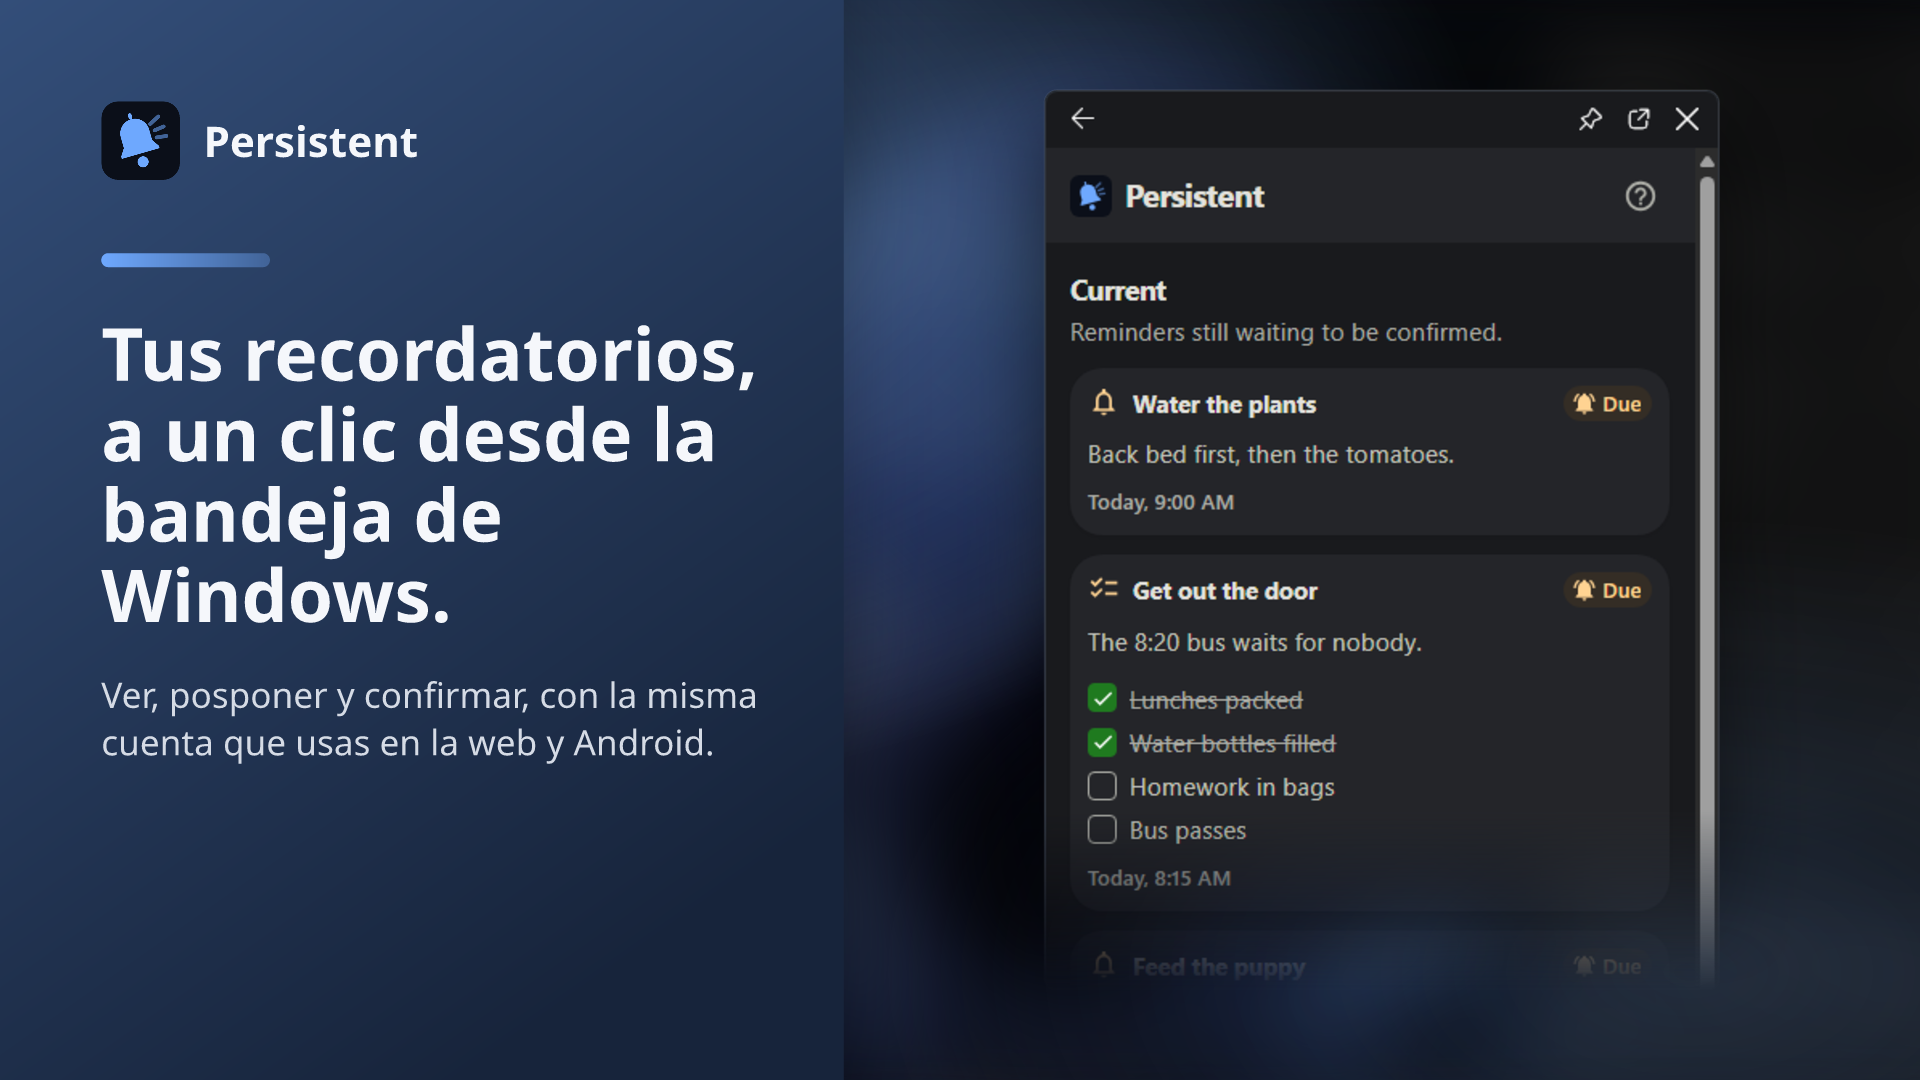 Persistent
Tus recordatorios,
a un clic desde la
bandeja de
Windows.
Ver, posponer y confirmar, con la misma
cuenta que usas en la web y Android.
Persistent
Current
Reminders still waiting to be confirmed.
Water the plants
Due
Back bed first, then the tomatoes.
Today, 9:00 AM
Get out the door
Due
The 8:20 bus waits for nobody.
Lunches packed
Water bottles filled
Homework in bags
Bus passes
Today, 8:15 AM
Feed the puppy
Due